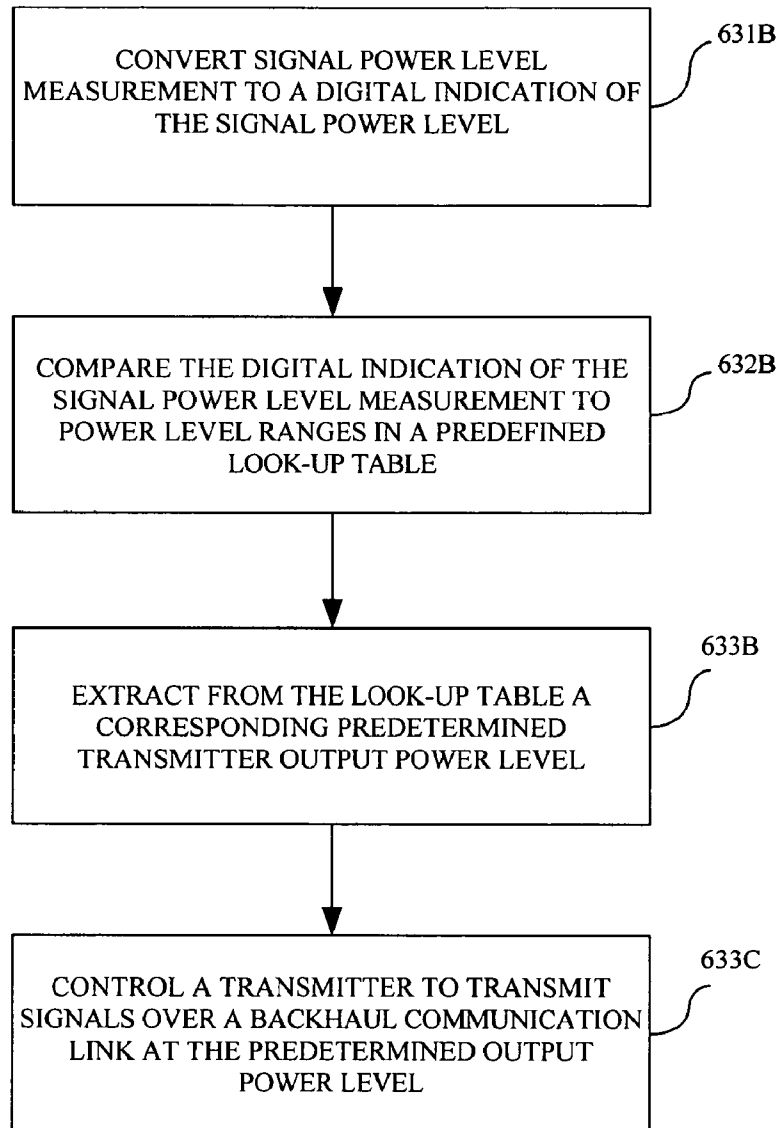 CONVERT SIGNAL POWER LEVEL
MEASUREMENT TO A DIGITAL INDICATION OF
THE SIGNAL POWER LEVEL
631B
COMPARE THE DIGITAL INDICATION OF THE
SIGNAL POWER LEVEL MEASUREMENT TO
POWER LEVEL RANGES IN A PREDEFINED
LOOK-UP TABLE
632B
EXTRACT FROM THE LOOK-UP TABLE A
CORRESPONDING PREDETERMINED
TRANSMITTER OUTPUT POWER LEVEL
633B
CONTROL A TRANSMITTER TO TRANSMIT
SIGNALS OVER A BACKHAUL COMMUNICATION
LINK AT THE PREDETERMINED OUTPUT
POWER LEVEL
633C